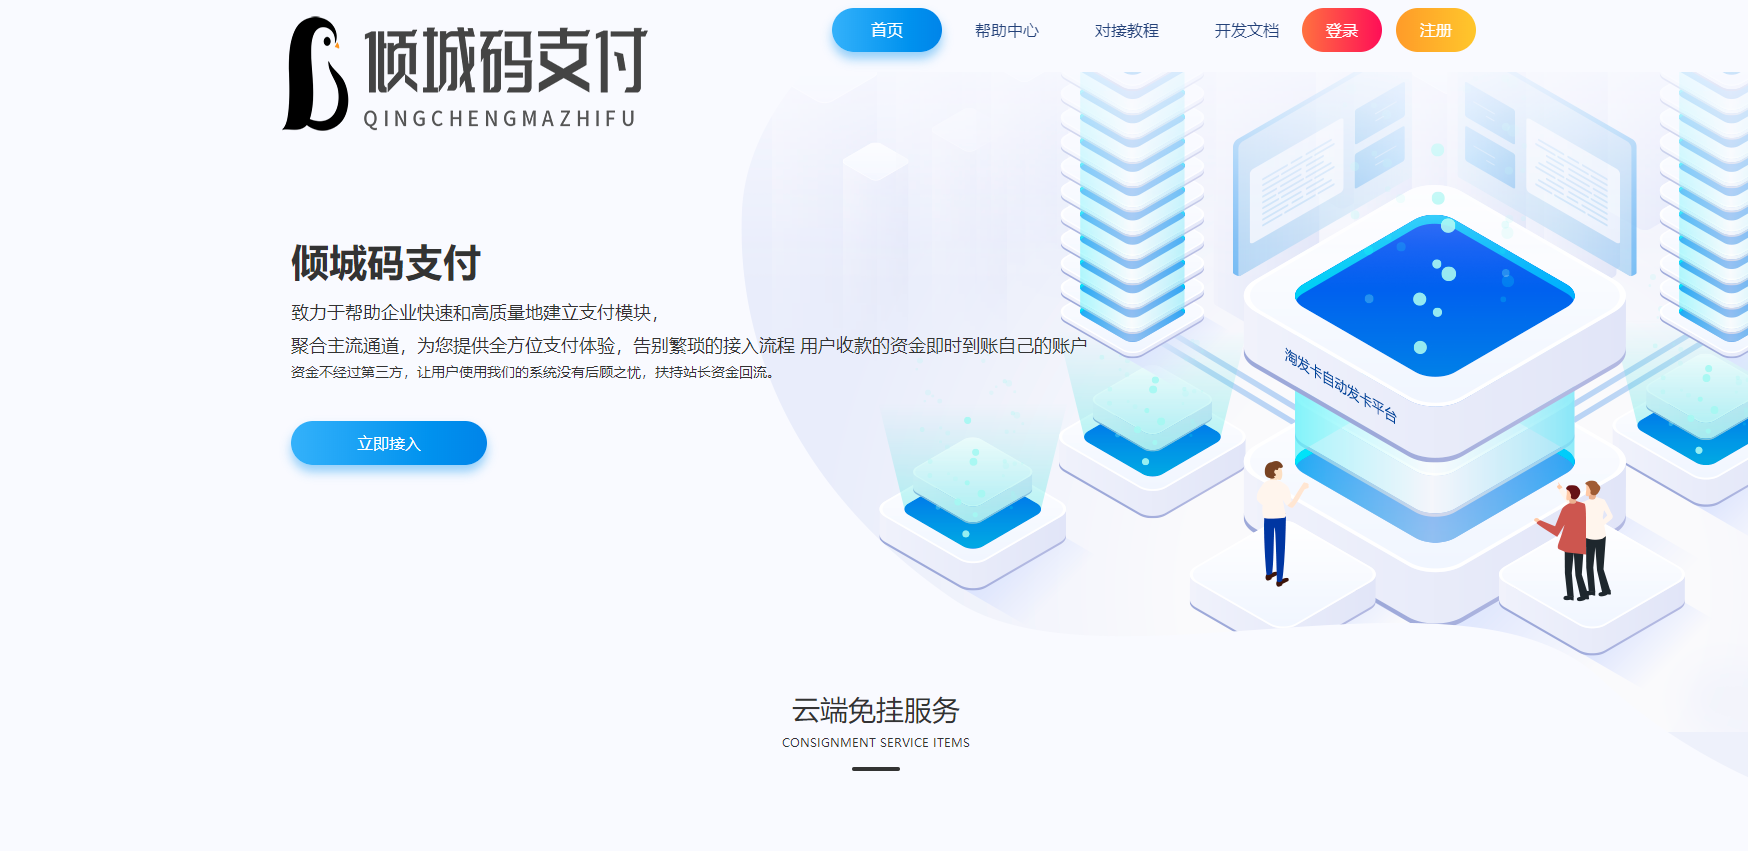 倾城码支付
QINGCHENGMAZHIFU
首页
帮助中心
对接教程
开发文档
登录
注册
倾城码支付
致力于帮助企业快速和高质量地建立支付模块，
聚合主流通道，为您提供全方位支付体验，告别繁琐的接入流程 用户收款的资金即时到账自己的账户
资金不经过第三方，让用户使用我们的系统没有后顾之忧，扶持站长资金回流。
立即接入
淘发卡自动发卡平台
云端免挂服务
CONSIGNMENT SERVICE ITEMS